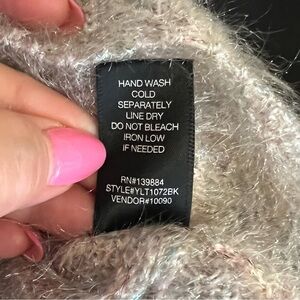 HAND WASH
COLD
SEPARATELY
LINE DRY
DO NOT BLEACH
IRON LOW
IF NEEDED
RN#139884
STYLE#YLT1072BK
VENDOR#10090